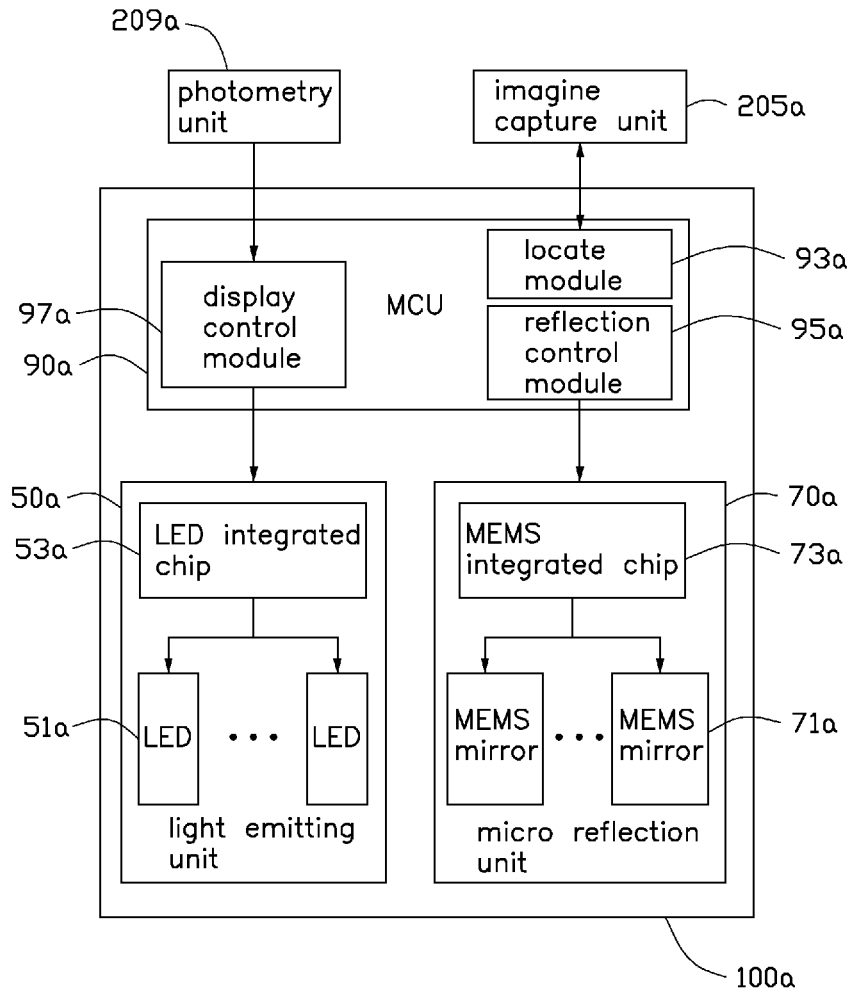 209a
photometry
unit
imagine
capture unit
205a
locate
module
93a
97a
display
control
module
MCU
reflection
control
module
95a
90a
50a
LED integrated
chip
53a
MEMS
integrated chip
70a
73a
51a
LED
...
LED
MEMS
mirror
...
MEMS
mirror
71a
light emitting
unit
micro reflection
unit
100a